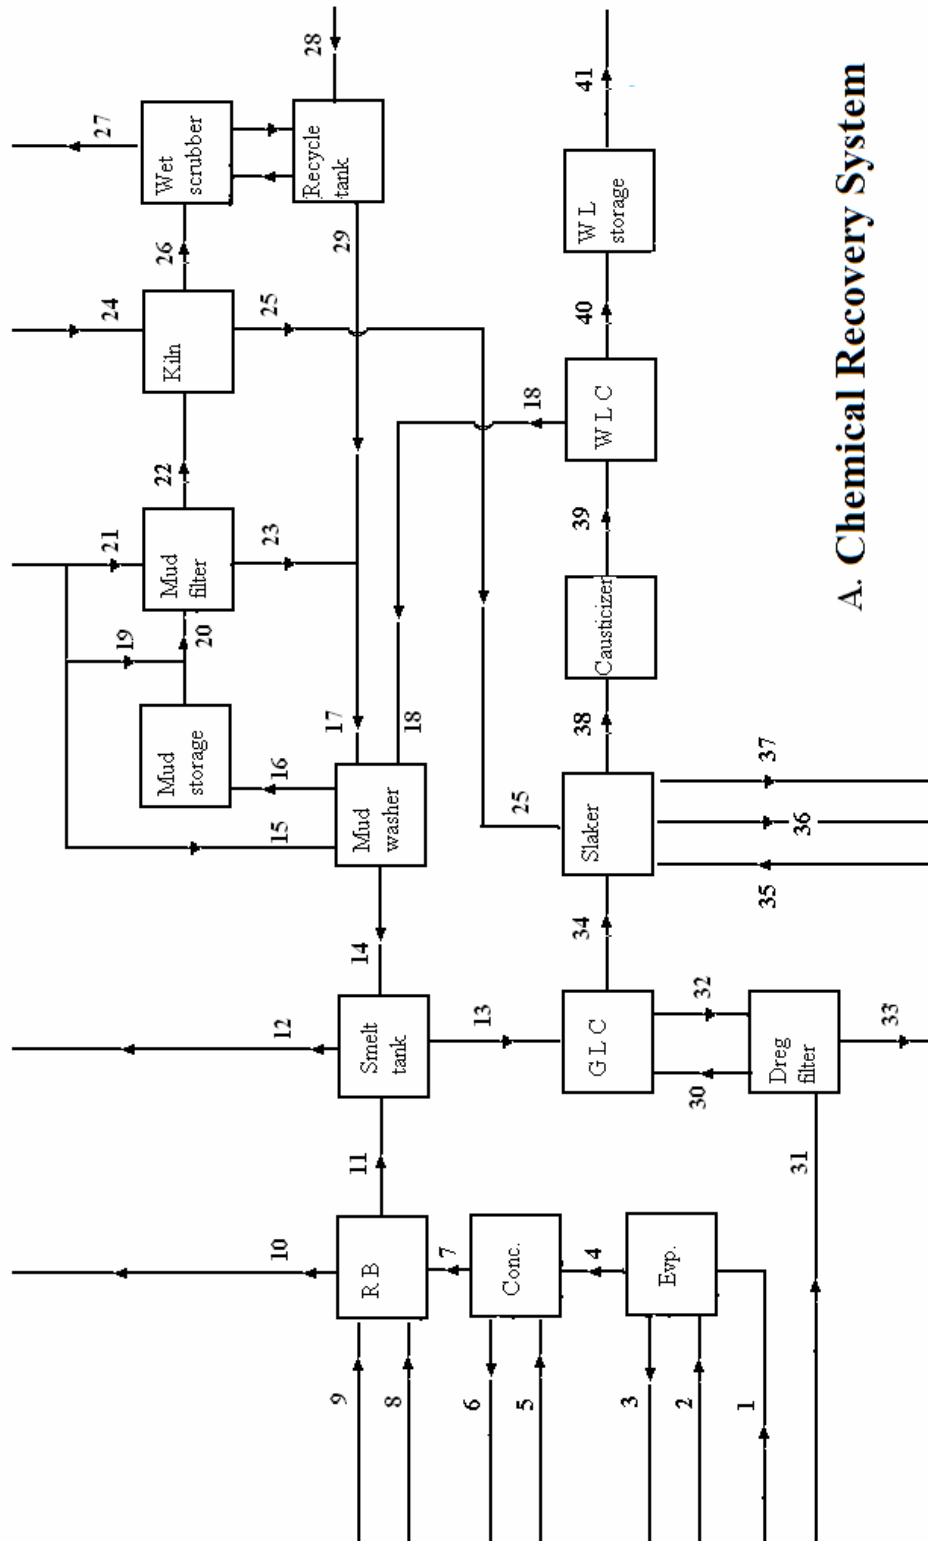 10
12
15
16
19
21
23
24
25
27
Mud
storage
20
Mud
filter
22
Kiln
26
Wet
scrubber
28
9
8
R B
11
Smelt
tank
14
Mud
washer
17
18
29
Recycle
tank
6
5
7
Conc.
13
25
18
3
2
1
4
Evp.
G L C
34
Slaker
38
Causticizer
39
W L C
40
W L
storage
41
31
30
32
Dreg
filter
33
35
36
37
A. Chemical Recovery System